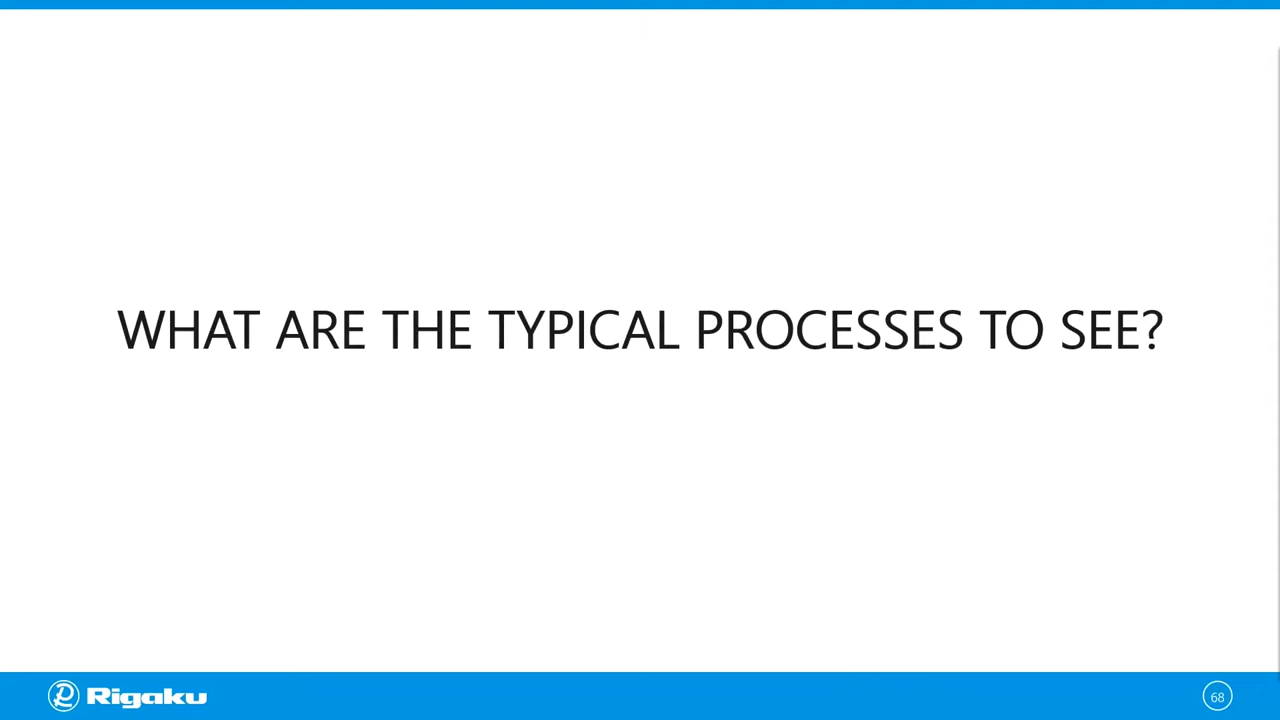 WHAT ARE THE TYPICAL PROCESSES TO SEE?
Rigaku
68